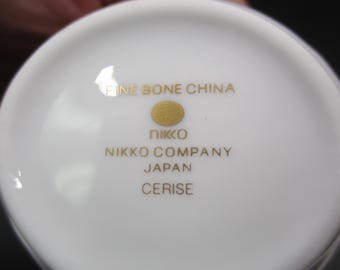 FINE BONE CHINA
nikko
NIKKO COMPANY
JAPAN
CERISE